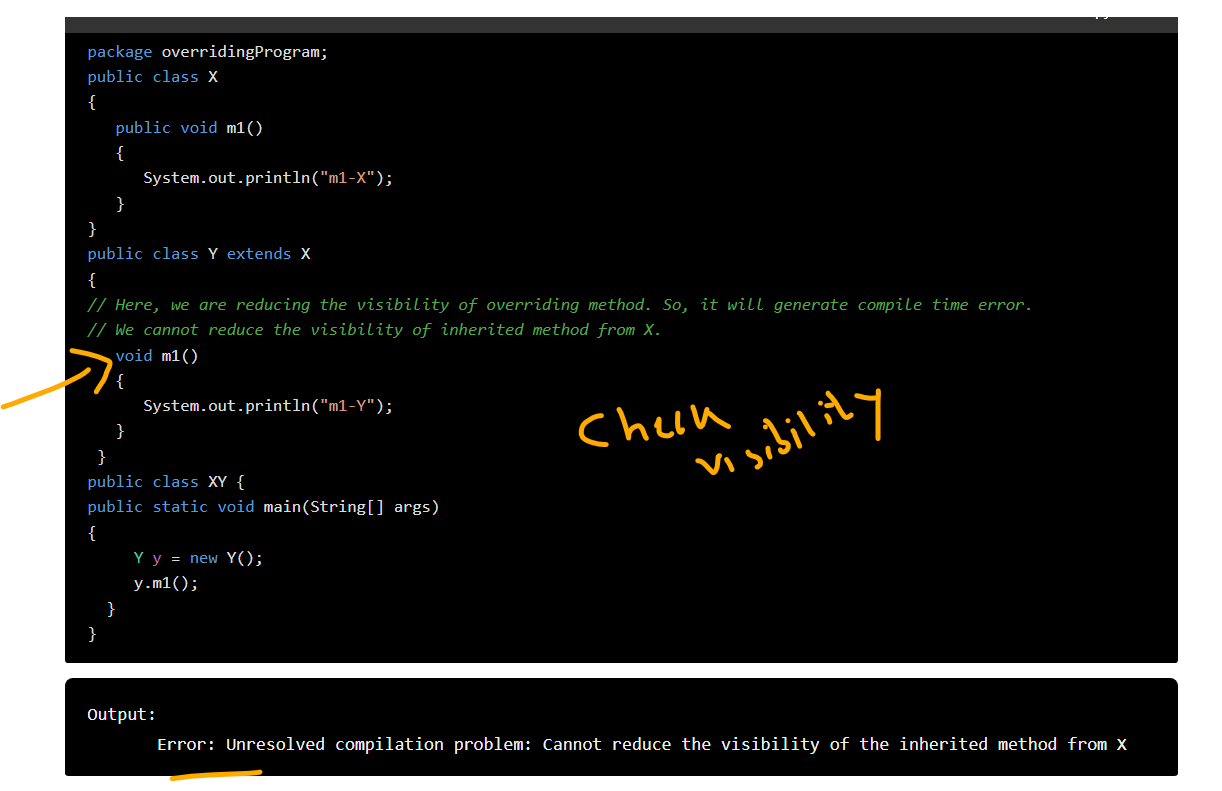 package overridingProgram;
public class X
{
public void m1()
{
System.out.println("m1-X");
}
}
public class Y extends X
{
// Here, we are reducing the visibility of overriding method. So, it will generate compile time error.
// We cannot reduce the visibility of inherited method from X.
void m1()
{
System.out.println("m1-Y");
}
}
Check
visibility
public class XY {
public static void main(String[] args)
{
Y y = new Y();
y.m1();
}
}
Output:
Error: Unresolved compilation problem: Cannot reduce the visibility of the inherited method from X